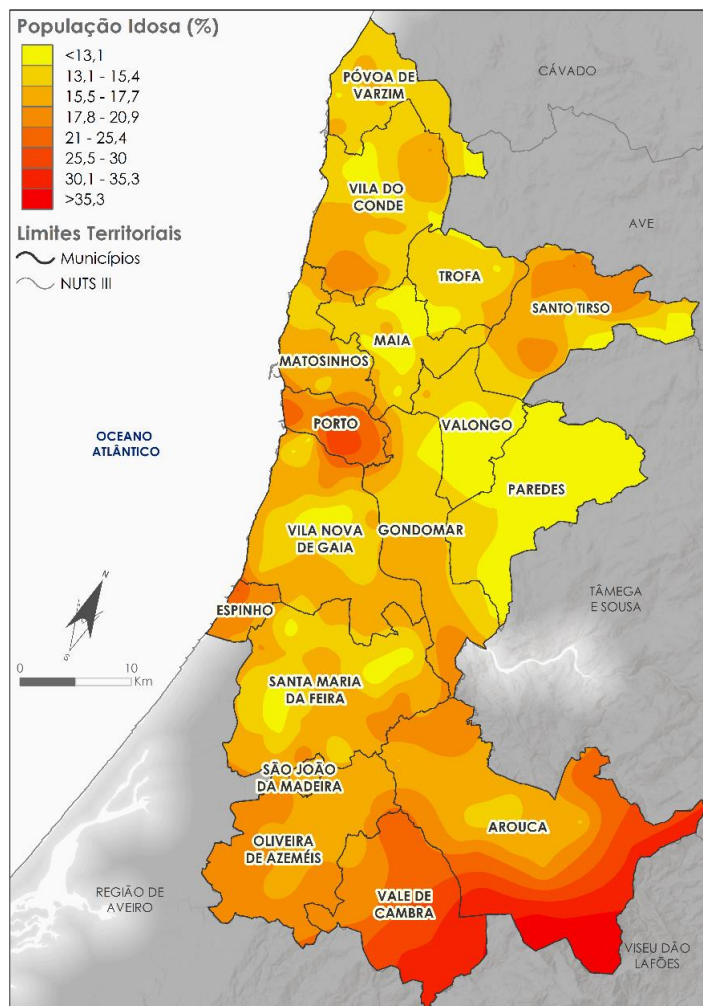 População Idosa (%)
<13,1
13,1 - 15,4
15,5 - 17,7
17,8 - 20,9
21 - 25,4
25,5 - 30
30,1 - 35,3
>35,3
Limites Territoriais
Municípios
NUTS III
PÓVOA DE
VARZIM
CÁVADO
VILA DO
CONDE
AVE
TROFA
SANTO TIRSO
MAIA
MATOSINHOS
PORTO
VALONGO
OCEANO
ATLÂNTICO
PAREDES
VILA NOVA
DE GAIA
GONDOMAR
TÂMEGA
E SOUSA
ESPINHO
N
S
0
10
Km
SANTA MARIA
DA FEIRA
SÃO JOÃO
DA MADEIRA
AROUCA
OLIVEIRA
DE AZEMÉIS
REGIÃO DE
AVEIRO
VALE DE
CAMBRA
VISEU DÃO
LAFÕES